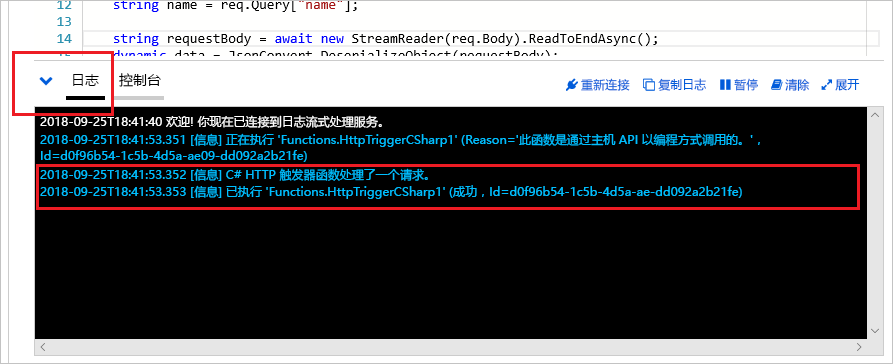 12 string name = req.Query["name"];
13
14 string requestBody = await new StreamReader(req.Body).ReadToEndAsync();
15 dynamic data = JsonConvert.DeserializeObject(requestBody);
日志 控制台 重新连接 复制日志 暂停 清除 展开
2018-09-25T18:41:40 欢迎! 你现在已连接到日志流式处理服务。
2018-09-25T18:41:53.351 [信息] 正在执行 'Functions.HttpTriggerCSharp1' (Reason='此函数是通过主机 API 以编程方式调用的。',
Id=d0f96b54-1c5b-4d5a-ae09-dd092a2b21fe)
2018-09-25T18:41:53.352 [信息] C# HTTP 触发器函数处理了一个请求。
2018-09-25T18:41:53.353 [信息] 已执行 'Functions.HttpTriggerCSharp1' (成功，Id=d0f96b54-1c5b-4d5a-ae-dd092a2b21fe)